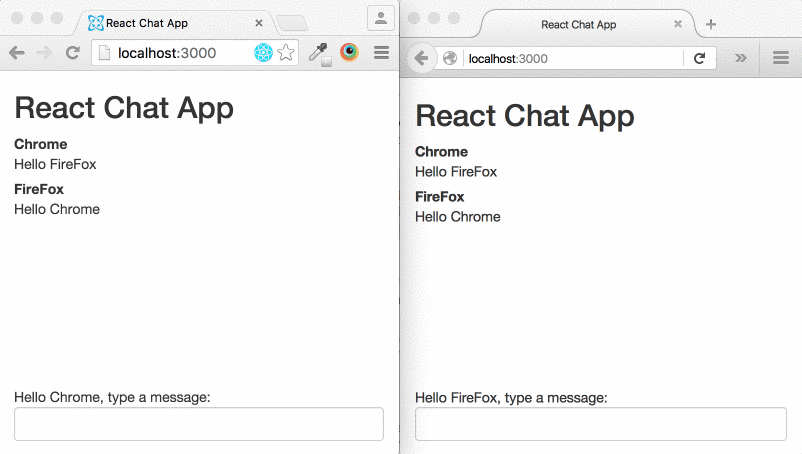 React Chat App
localhost:3000
React Chat App
Chrome
Hello FireFox
FireFox
Hello Chrome
Hello Chrome, type a message:
React Chat App
localhost:3000
React Chat App
Chrome
Hello FireFox
FireFox
Hello Chrome
Hello FireFox, type a message: